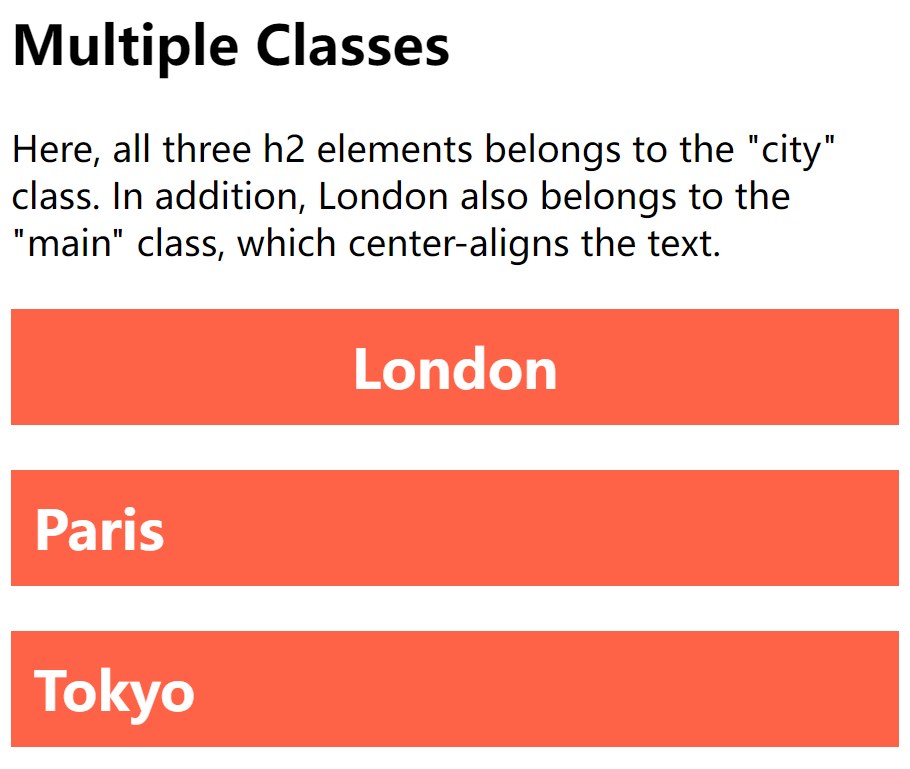 Multiple Classes
Here, all three h2 elements belongs to the "city"
class. In addition, London also belongs to the
"main" class, which center-aligns the text.
London
Paris
Tokyo